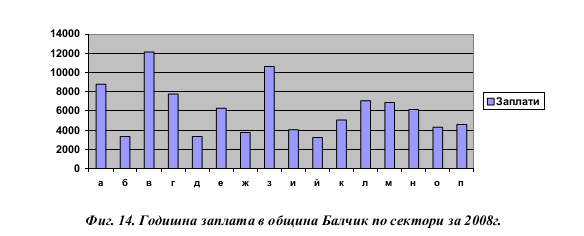 14000
12000
10000
8000
6000
4000
2000
0
а б в г д е ж з и й к л м н о п
Заплати
Фиг. 14. Годишна заплата в община Балчик по сектори за 2008г.